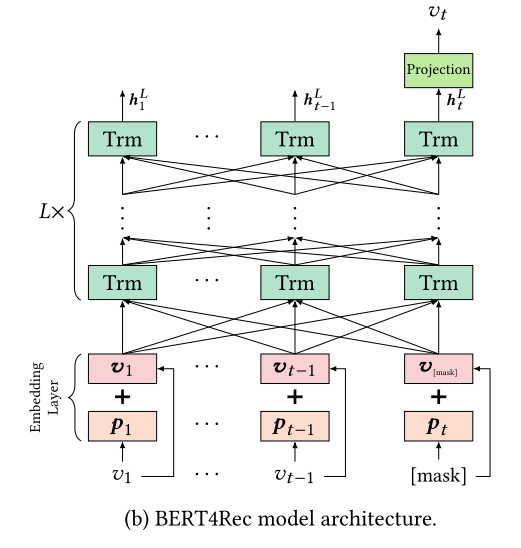 v_t
Projection
h_1^L h_{t−1}^L h_t^L
Trm ··· Trm Trm
L×
Trm ··· Trm Trm
Embedding
Layer
v_1 ··· v_{t−1} v_{[mask]}
+ + +
p_1 ··· p_{t−1} p_t
v_1 ··· v_{t−1} [mask]
(b) BERT4Rec model architecture.